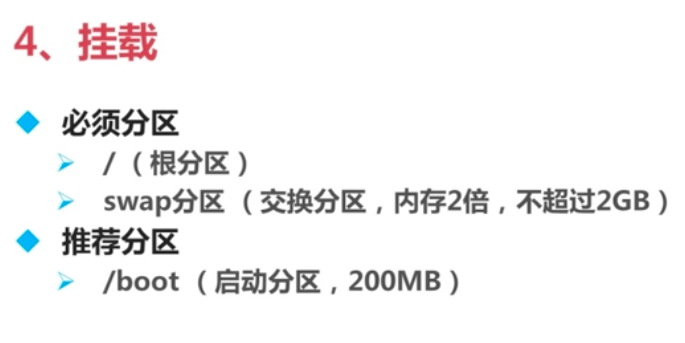 4、挂载
必须分区
/（根分区）
swap分区（交换分区，内存2倍，不超过2GB）
推荐分区
/boot（启动分区，200MB）